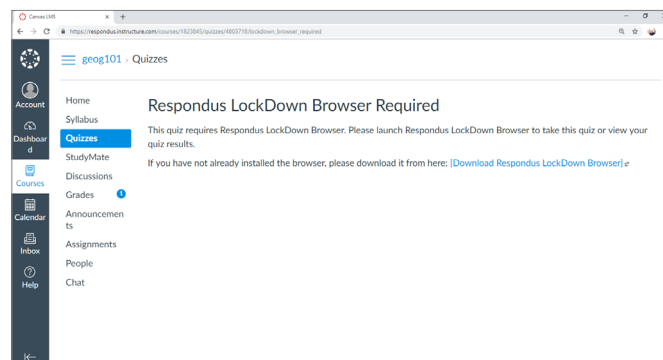 Canvas LMS
https://respondus.instructure.com/courses/1823845/quizzes/4803718/lockdown_browser_required
geog101 › Quizzes
Account
Dashboar
d
Courses
Calendar
Inbox
Help
Home
Syllabus
Quizzes
StudyMate
Discussions
Grades 1
Announcemen
ts
Assignments
People
Chat
Respondus LockDown Browser Required
This quiz requires Respondus LockDown Browser. Please launch Respondus LockDown Browser to take this quiz or view your
quiz results.
If you have not already installed the browser, please download it from here: [Download Respondus LockDown Browser]